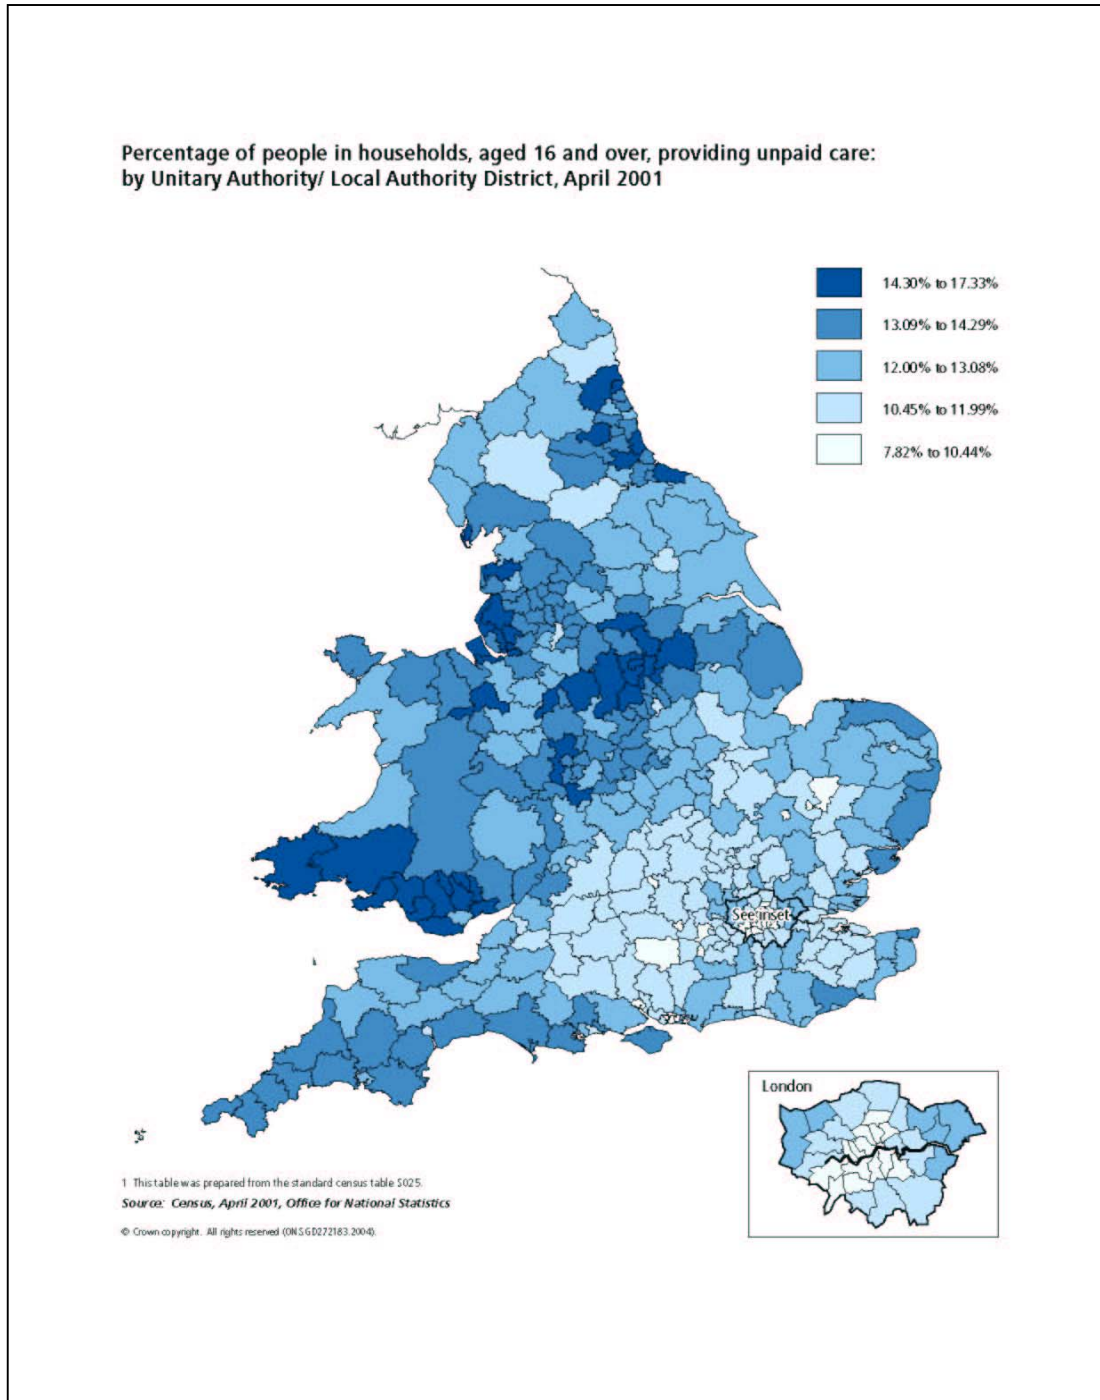 Percentage of people in households, aged 16 and over, providing unpaid care:
by Unitary Authority/ Local Authority District, April 2001
14.30% to 17.33%
13.09% to 14.29%
12.00% to 13.08%
10.45% to 11.99%
7.82% to 10.44%
See inset
London
1 This table was prepared from the standard census table S025.
Source: Census, April 2001, Office for National Statistics
© Crown copyright. All rights reserved (ONS.GD272183.2004).